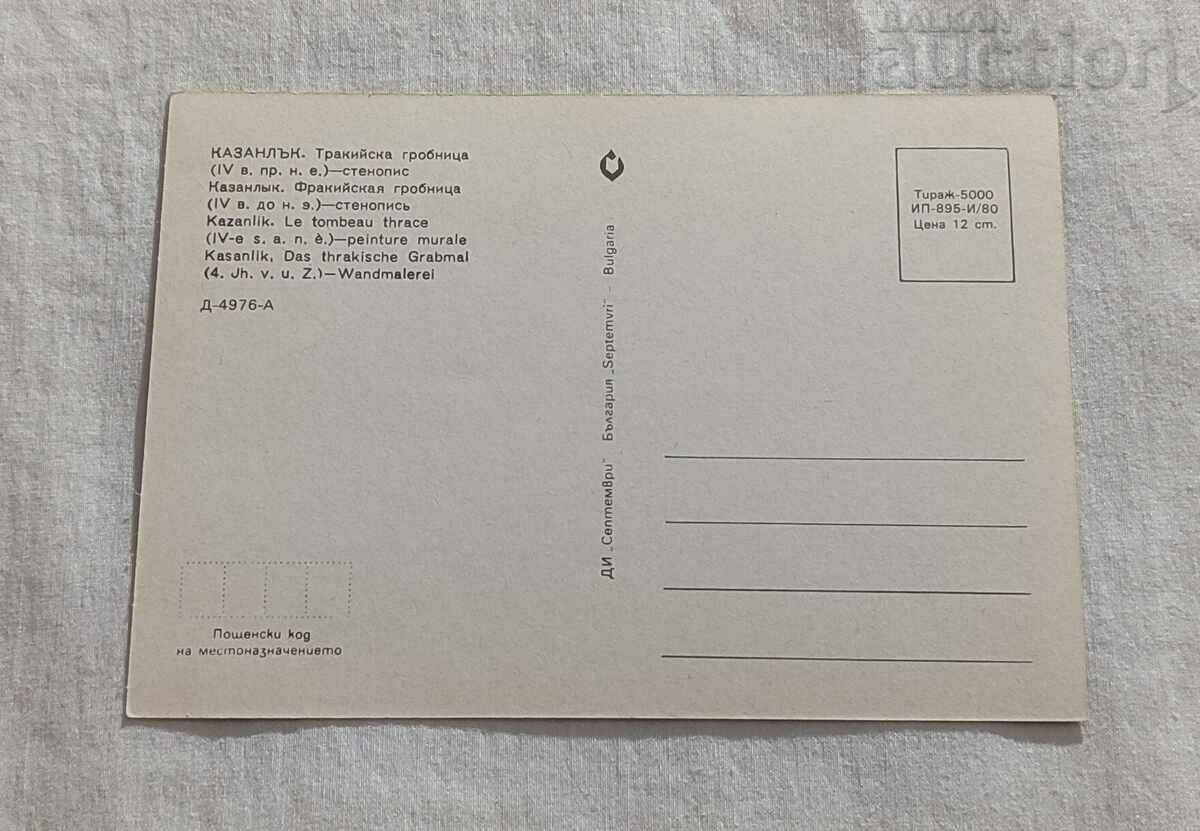 КАЗАНЛЪК. Тракийска гробница
(IV в. пр. н. е.)—стенопис
Казанлык. Фракийская гробница
(IV в. до н. э.)—стенопись
Kazanlik. Le tombeau thrace
(IV-e s. a. n. è.)—peinture murale
Kasanlik, Das thrakische Grabmal
(4. Jh. v. u. Z.)—Wandmalerei
Д-4976-А
Пощенски код
на местоназначението
ДИ „Септември" България „Septemvri" – Bulgaria
Тираж-5000
ИП-895-И/80
Цена 12 ст.
auction